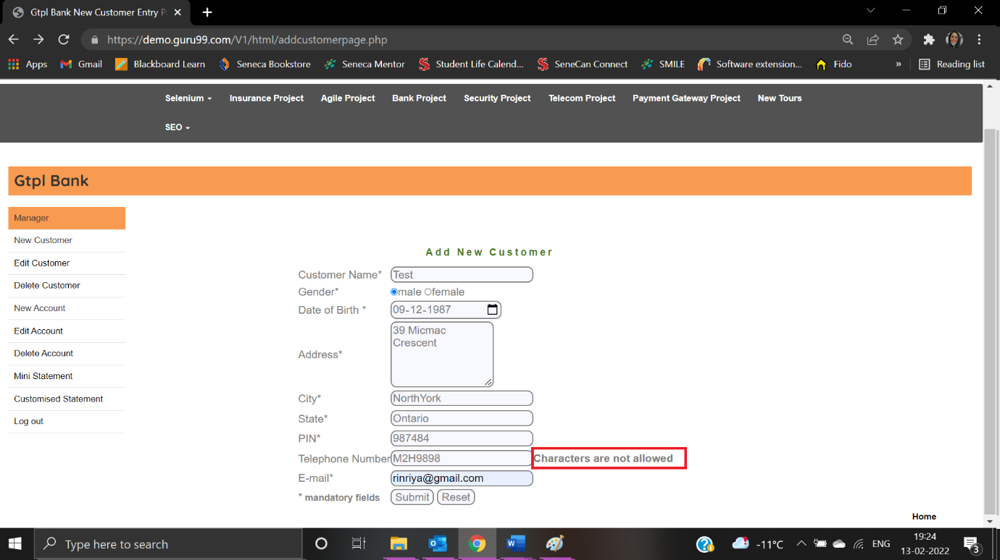 Gtpl Bank New Customer Entry P
https://demo.guru99.com/V1/html/addcustomerpage.php
Apps Gmail Blackboard Learn Seneca Bookstore Seneca Mentor Student Life Calend... SeneCan Connect SMILE Software extension... Fido » Reading list
Selenium Insurance Project Agile Project Bank Project Security Project Telecom Project Payment Gateway Project New Tours
SEO
Gtpl Bank
Manager
New Customer
Edit Customer
Delete Customer
New Account
Edit Account
Delete Account
Mini Statement
Customised Statement
Log out
Add New Customer
Customer Name* Test
Gender* male female
Date of Birth * 09-12-1987
Address* 39 Micmac
Crescent
City* NorthYork
State* Ontario
PIN* 987484
Telephone Number M2H9898 Characters are not allowed
E-mail* rinriya@gmail.com
* mandatory fields Submit Reset
Home
Type here to search
-11°C ENG 19:24
13-02-2022 3